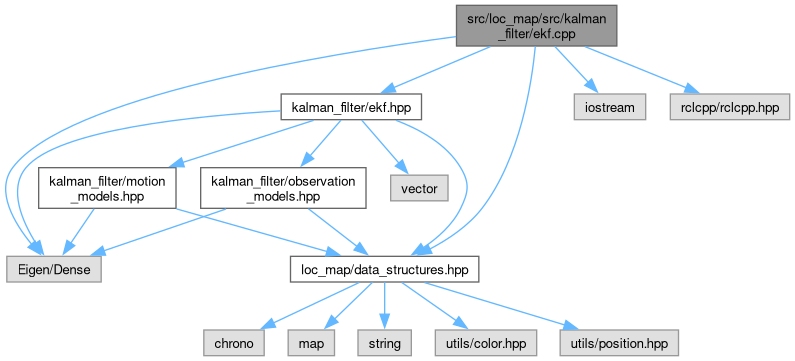 src/loc_map/src/kalman
_filter/ekf.cpp
kalman_filter/ekf.hpp
iostream
rclcpp/rclcpp.hpp
kalman_filter/motion
_models.hpp
kalman_filter/observation
_models.hpp
vector
Eigen/Dense
loc_map/data_structures.hpp
chrono
map
string
utils/color.hpp
utils/position.hpp